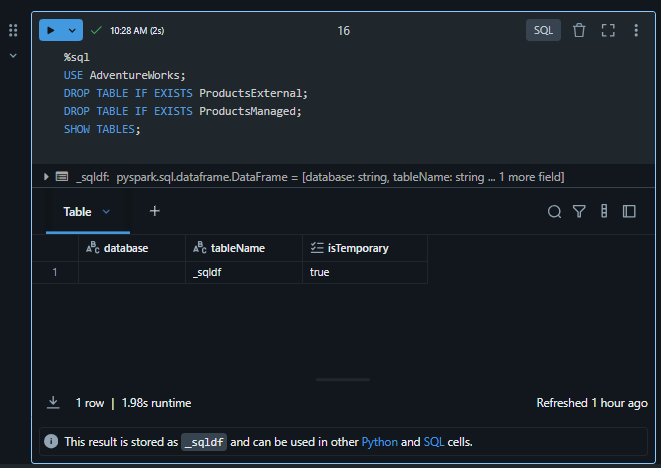 10:28 AM (2s)
16
SQL
%sql
USE AdventureWorks;
DROP TABLE IF EXISTS ProductsExternal;
DROP TABLE IF EXISTS ProductsManaged;
SHOW TABLES;
_sqldf: pyspark.sql.dataframe.DataFrame = [database: string, tableName: string ... 1 more field]
Table
+
ABC database ABC tableName isTemporary
1 _sqldf true
1 row | 1.98s runtime
Refreshed 1 hour ago
This result is stored as _sqldf and can be used in other Python and SQL cells.